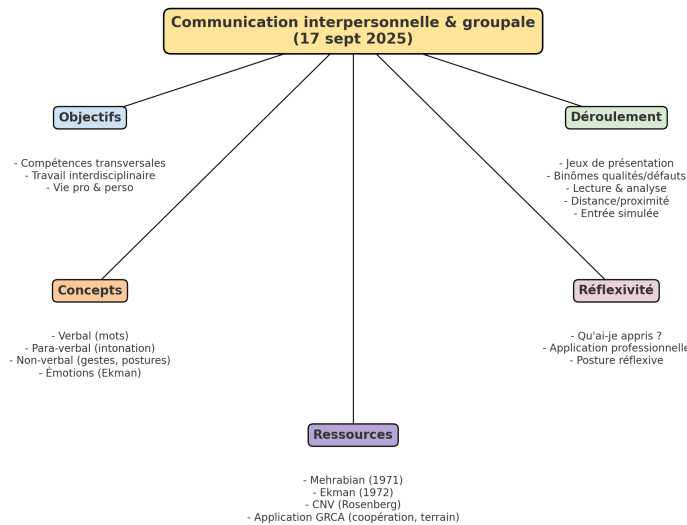 Communication interpersonnelle & groupale
(17 sept 2025)
Objectifs
- Compétences transversales
- Travail interdisciplinaire
- Vie pro & perso
Déroulement
- Jeux de présentation
- Binômes qualités/défauts
- Lecture & analyse
- Distance/proximité
- Entrée simulée
Concepts
- Verbal (mots)
- Para-verbal (intonation)
- Non-verbal (gestes, postures)
- Émotions (Ekman)
Réflexivité
- Qu'ai-je appris ?
- Application professionnelle
- Posture réflexive
Ressources
- Mehrabian (1971)
- Ekman (1972)
- CNV (Rosenberg)
- Application GRCA (coopération, terrain)